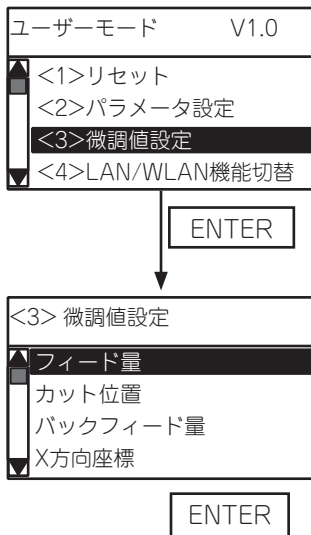 ユーザーモード V1.0
<1>リセット
<2>パラメータ設定
<3>微調値設定
<4>LAN/WLAN機能切替
ENTER
<3> 微調値設定
フィード量
カット位置
バックフィード量
X方向座標
ENTER